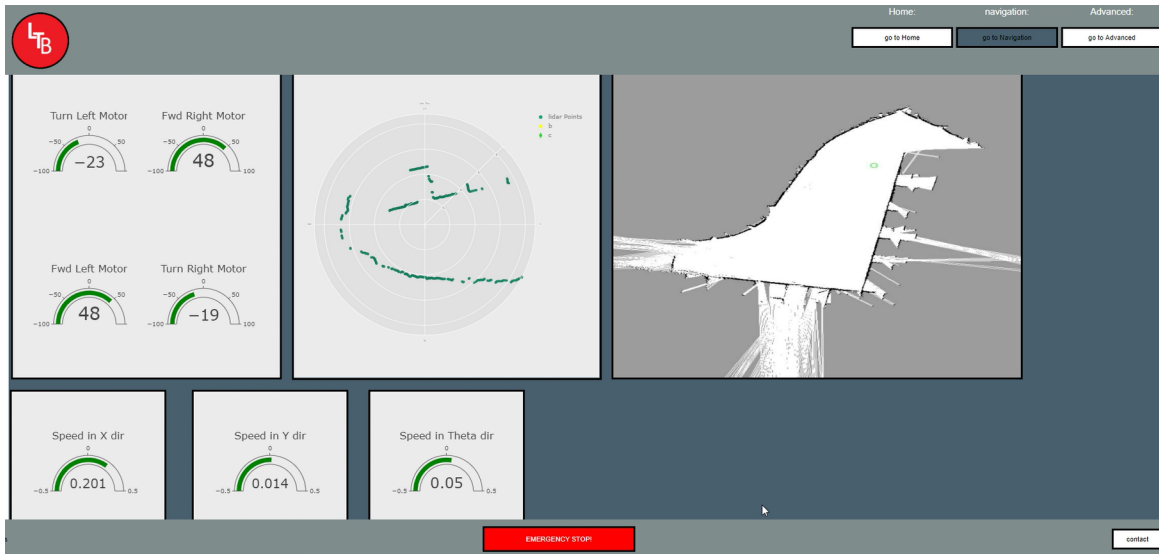 LTB
Home: navigation: Advanced:
go to Home go to Navigation go to Advanced
Turn Left Motor Fwd Right Motor
0 0
−50 50 −50 50
−100 −23 −100 48 100
Fwd Left Motor Turn Right Motor
0 0
−50 50 −50 50
−100 48 −100 −19 100
lidar Points
b
c
Speed in X dir Speed in Y dir Speed in Theta dir
0 0 0
−0.5 0.201 0.5 −0.5 0.014 0.5 −0.5 0.05 0.5
EMERGENCY STOP!
contact